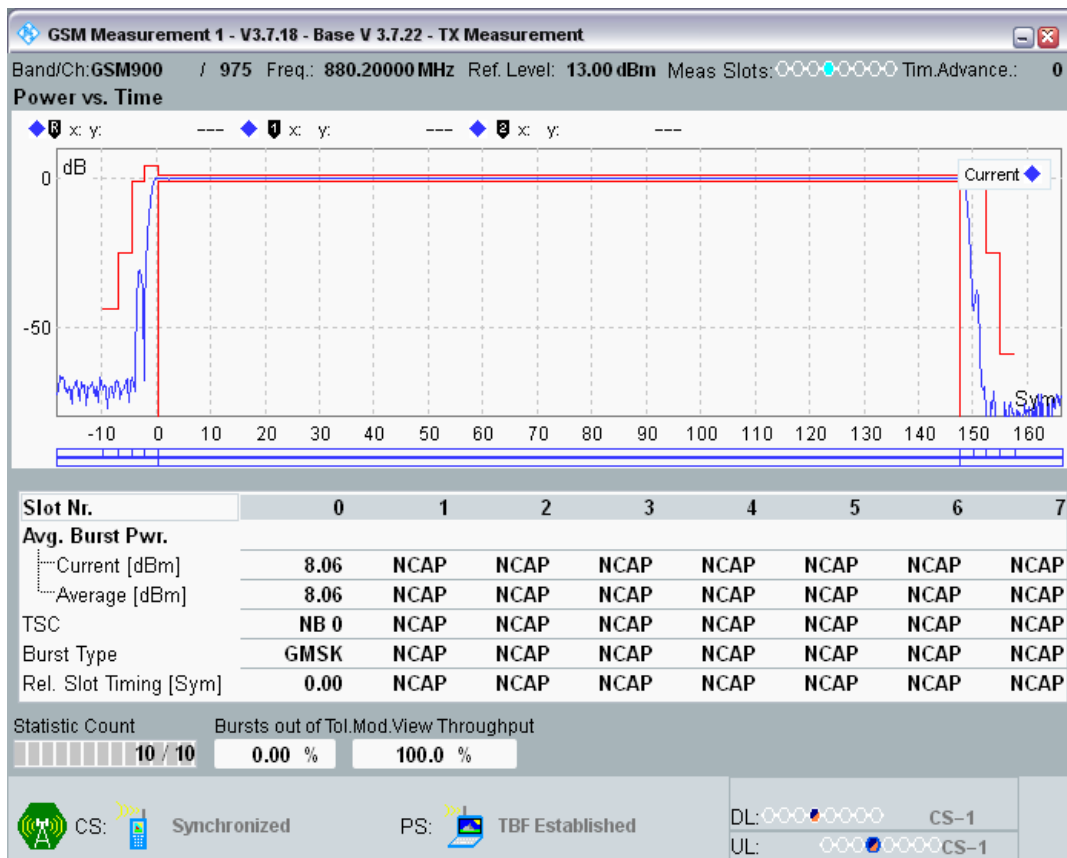 GSM Measurement 1 - V3.7.18 - Base V 3.7.22 - TX Measurement
Band/Ch:GSM900 / 975 Freq.: 880.20000 MHz Ref. Level: 13.00 dBm Meas Slots: Tim.Advance.: 0
Power vs. Time
R x: y: --- 1 x: y: --- 2 x: y: ---
dB
0
Current
-50
Sym
-10 0 10 20 30 40 50 60 70 80 90 100 110 120 130 140 150 160
Slot Nr. 0 1 2 3 4 5 6 7
Avg. Burst Pwr.
Current [dBm] 8.06 NCAP NCAP NCAP NCAP NCAP NCAP NCAP
Average [dBm] 8.06 NCAP NCAP NCAP NCAP NCAP NCAP NCAP
TSC NB 0 NCAP NCAP NCAP NCAP NCAP NCAP NCAP
Burst Type GMSK NCAP NCAP NCAP NCAP NCAP NCAP NCAP
Rel. Slot Timing [Sym] 0.00 NCAP NCAP NCAP NCAP NCAP NCAP NCAP
Statistic Count Bursts out of Tol.Mod.View Throughput
10 / 10 0.00 % 100.0 %
CS: Synchronized PS: TBF Established
DL: CS-1
UL: CS-1